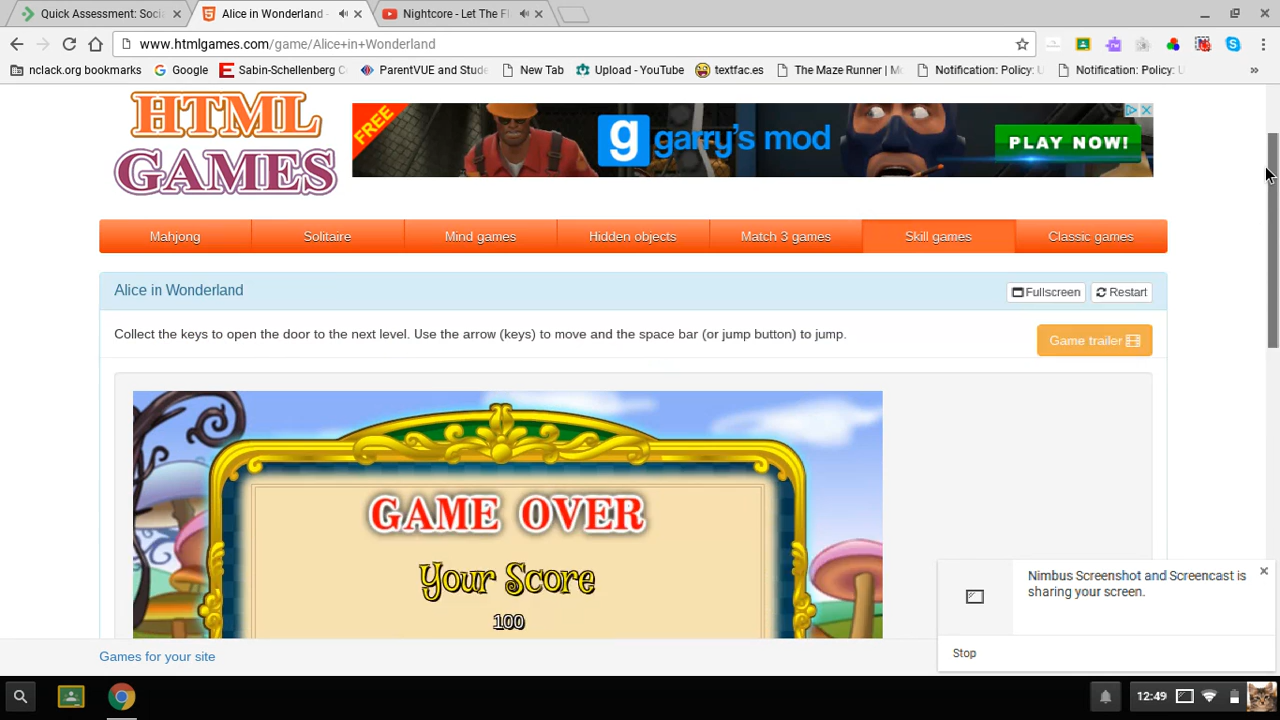 Quick Assessment: Soci
Alice in Wonderland -
Nightcore - Let The Fl
www.htmlgames.com/game/Alice+in+Wonderland
nclack.org bookmarks
Google
Sabin-Schellenberg C
ParentVUE and Stude
New Tab
Upload - YouTube
textfac.es
The Maze Runner | Mo
Notification: Policy: U
Notification: Policy: U
»
HTML
GAMES
FREE
g garry's mod
PLAY NOW!
Mahjong
Solitaire
Mind games
Hidden objects
Match 3 games
Skill games
Classic games
Alice in Wonderland
Fullscreen
Restart
Collect the keys to open the door to the next level. Use the arrow (keys) to move and the space bar (or jump button) to jump.
Game trailer
GAME OVER
Your Score
100
Nimbus Screenshot and Screencast is
sharing your screen.
Stop
Games for your site
12:49